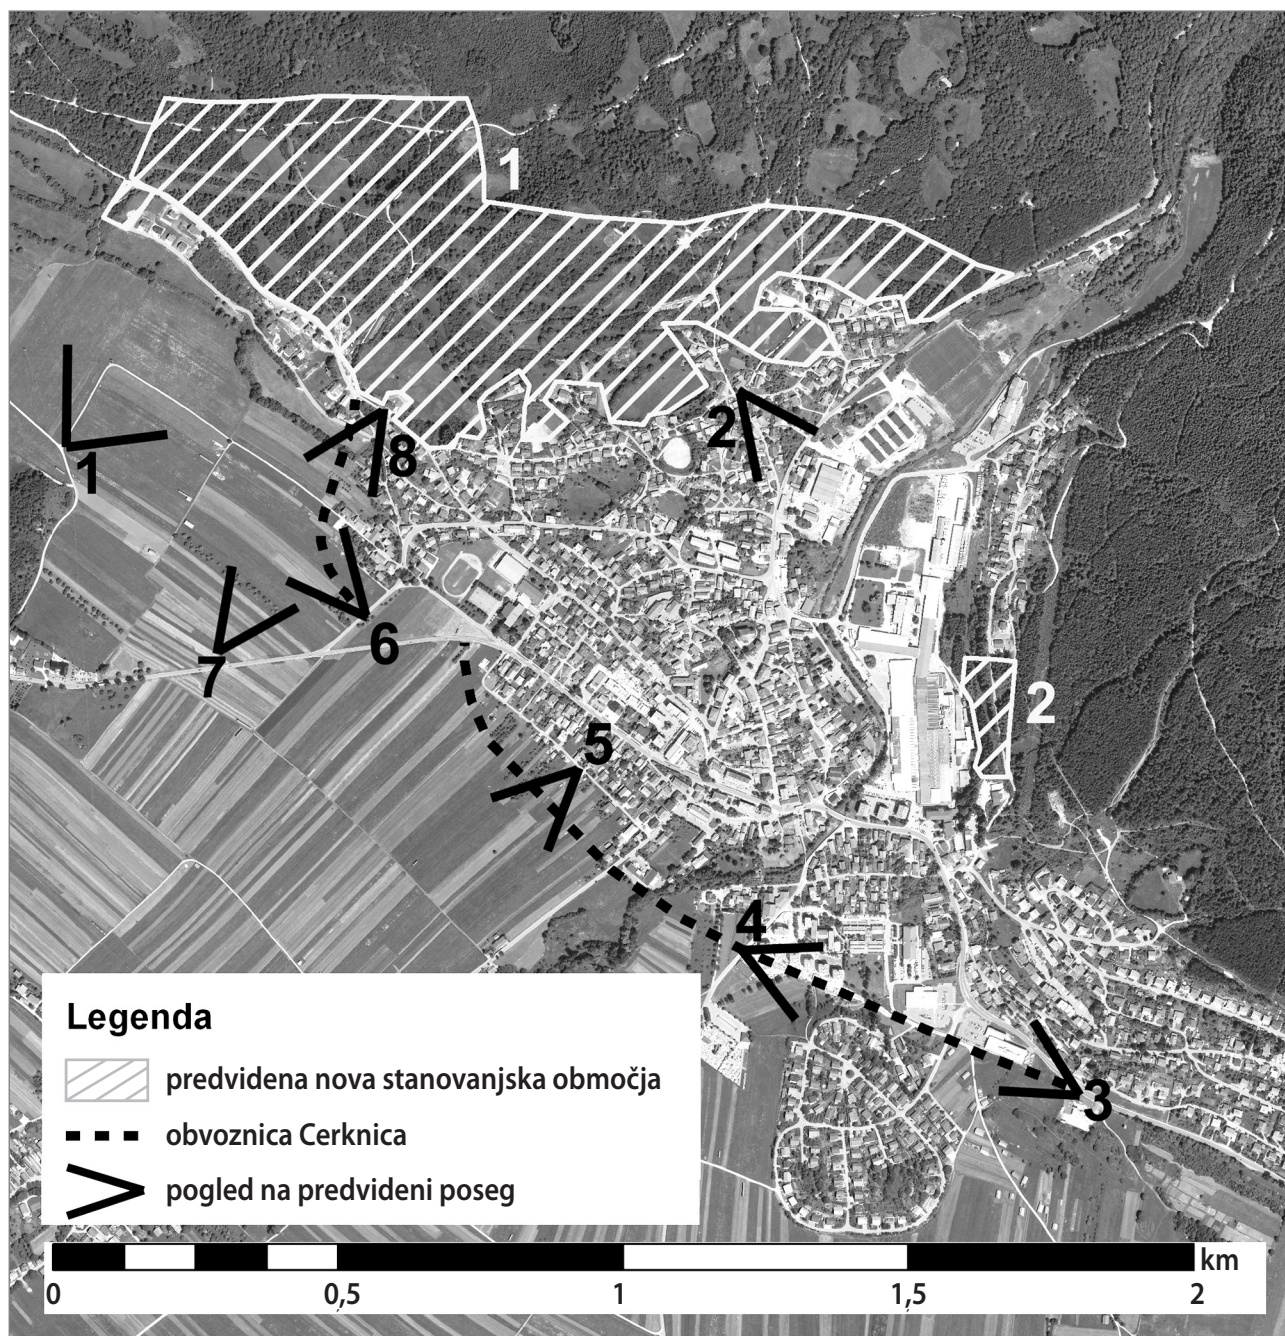 1
2
1
8
6
7
2
5
4
3
Legenda
predvidena nova stanovanjska območja
obvoznica Cerknica
pogled na predvideni poseg
km
0 0,5 1 1,5 2